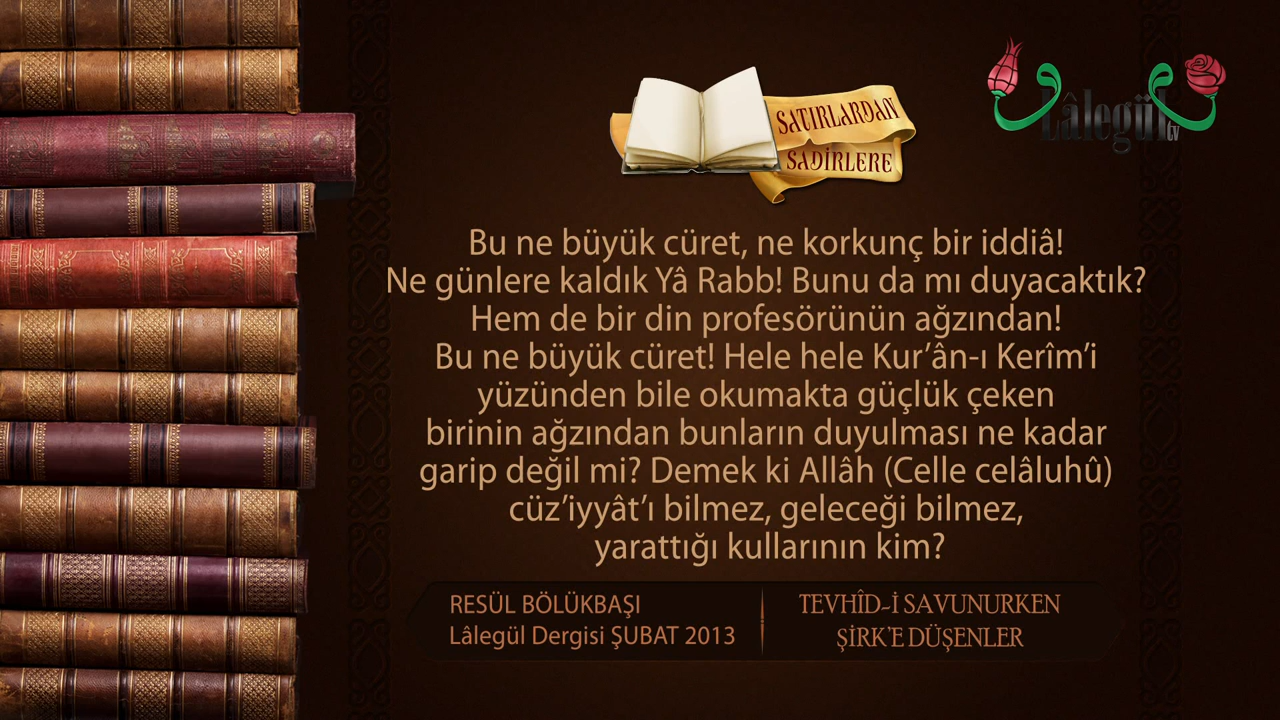 SATIRLARDAN
SADİRLERE
Lâlegül tv
Bu ne büyük cüret, ne korkunç bir iddiâ!
Ne günlere kaldık Yâ Rabb! Bunu da mı duyacaktık?
Hem de bir din profesörünün ağzından!
Bu ne büyük cüret! Hele hele Kur’ân-ı Kerîm’i
yüzünden bile okumakta güçlük çeken
birinin ağzından bunların duyulması ne kadar
garip değil mi? Demek ki Allâh (Celle celâluhû)
cüz’iyyât’ı bilmez, geleceği bilmez,
yarattığı kullarının kim?
RESÜL BÖLÜKBAŞI
Lâlegül Dergisi ŞUBAT 2013
TEVHÎD-İ SAVUNURKEN
ŞİRK'E DÜŞENLER